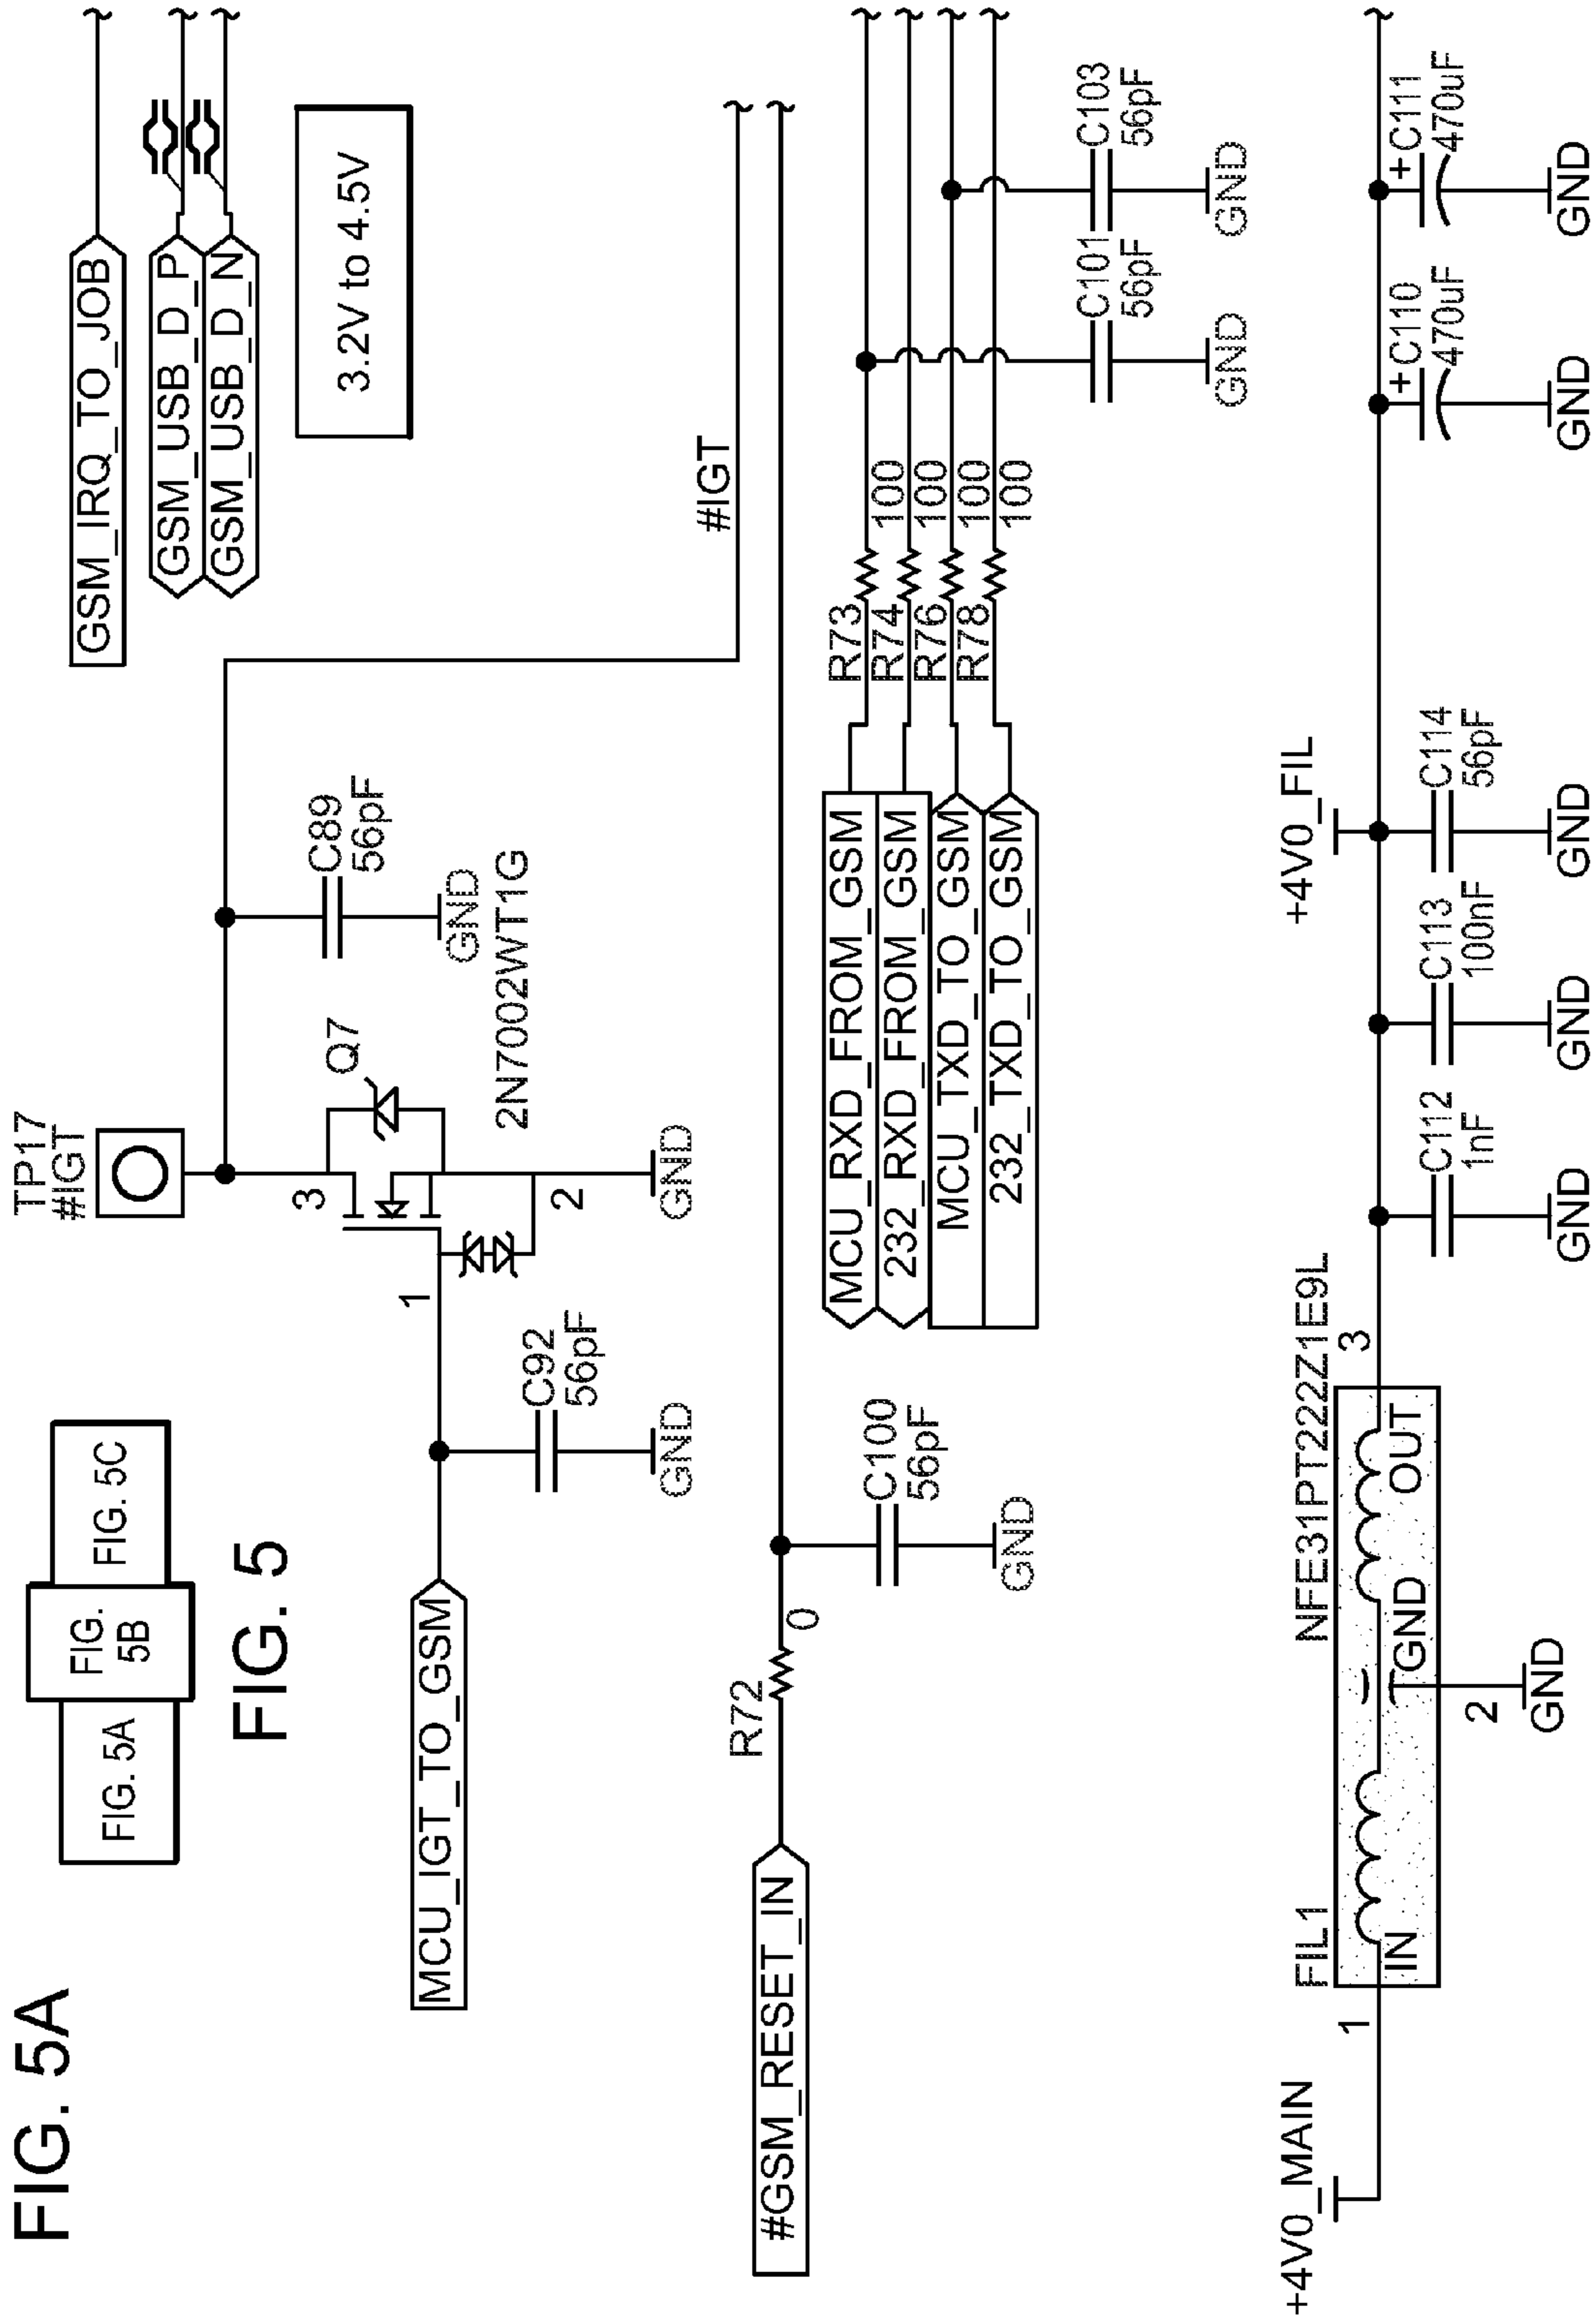 FIG. 5A
FIG. 5A
FIG.
5B
FIG. 5C
FIG. 5
TP17
#IGT
GSM_IRQ_TO_JOB
GSM_USB_D_P
GSM_USB_D_N
3.2V to 4.5V
MCU_IGT_TO_GSM
C92
56pF
GND
1
3
2
Q7
2N7002WT1G
GND
C89
56pF
GND
#IGT
#GSM_RESET_IN
R72
0
C100
56pF
GND
MCU_RXD_FROM_GSM
232_RXD_FROM_GSM
MCU_TXD_TO_GSM
232_TXD_TO_GSM
R73
100
R74
100
R76
100
R78
100
C101
56pF
GND
C103
56pF
GND
+4V0_MAIN
1
FIL1
NFE31PT222Z1E9L
IN
GND
OUT
2
GND
3
C112
1nF
GND
C113
100nF
GND
+4V0_FIL
C114
56pF
GND
+
C110
470uF
GND
+
C111
470uF
GND